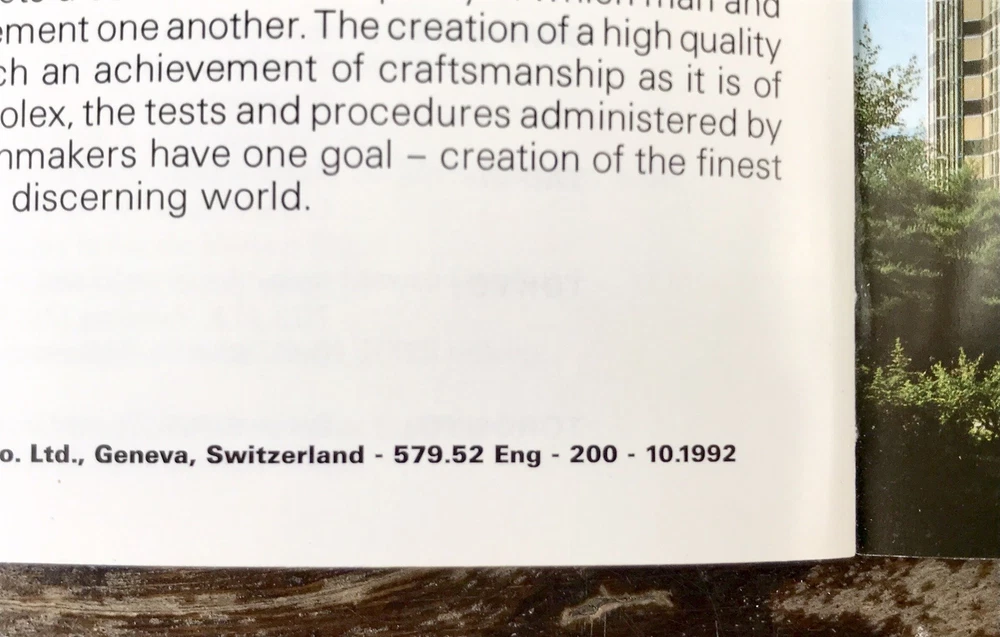 man and
ement one another. The creation of a high quality
ch an achievement of craftsmanship as it is of
olex, the tests and procedures administered by
nmakers have one goal – creation of the finest
discerning world.
o. Ltd., Geneva, Switzerland - 579.52 Eng - 200 - 10.1992